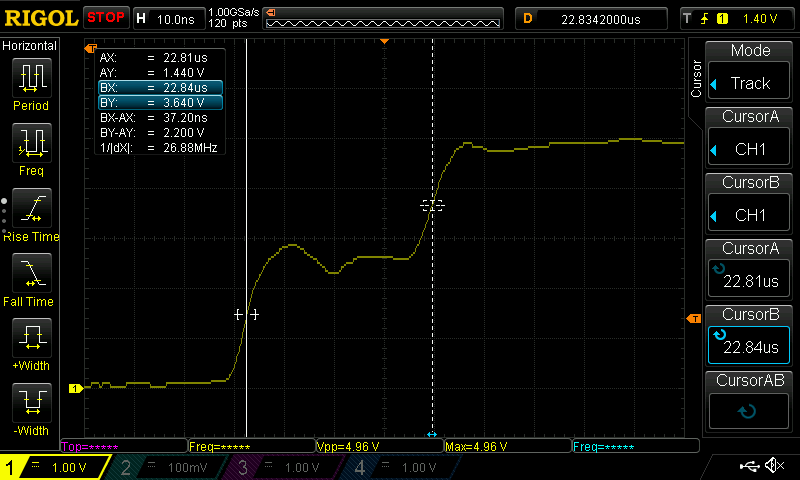 RIGOL STOP H 10.0ns 1.00GSa/s 120 pts D 22.8342000us T 1 1.40 V
Horizontal
Period
Freq
Rise Time
Fall Time
+Width
-Width
AX: = 22.81us
AY: = 1.440 V
BX: = 22.84us
BY: = 3.640 V
BX-AX: = 37.20ns
BY-AY: = 2.200 V
1/|dX|: = 26.88MHz
T
1
T
Cursor
Mode
Track
CursorA
CH1
CursorB
CH1
CursorA
22.81us
CursorB
22.84us
CursorAB
Top=***** Freq=***** Vpp=4.96 V Max=4.96 V Freq=*****
1 = 1.00 V 2 = 100mV 3 = 1.00 V 4 = 1.00 V